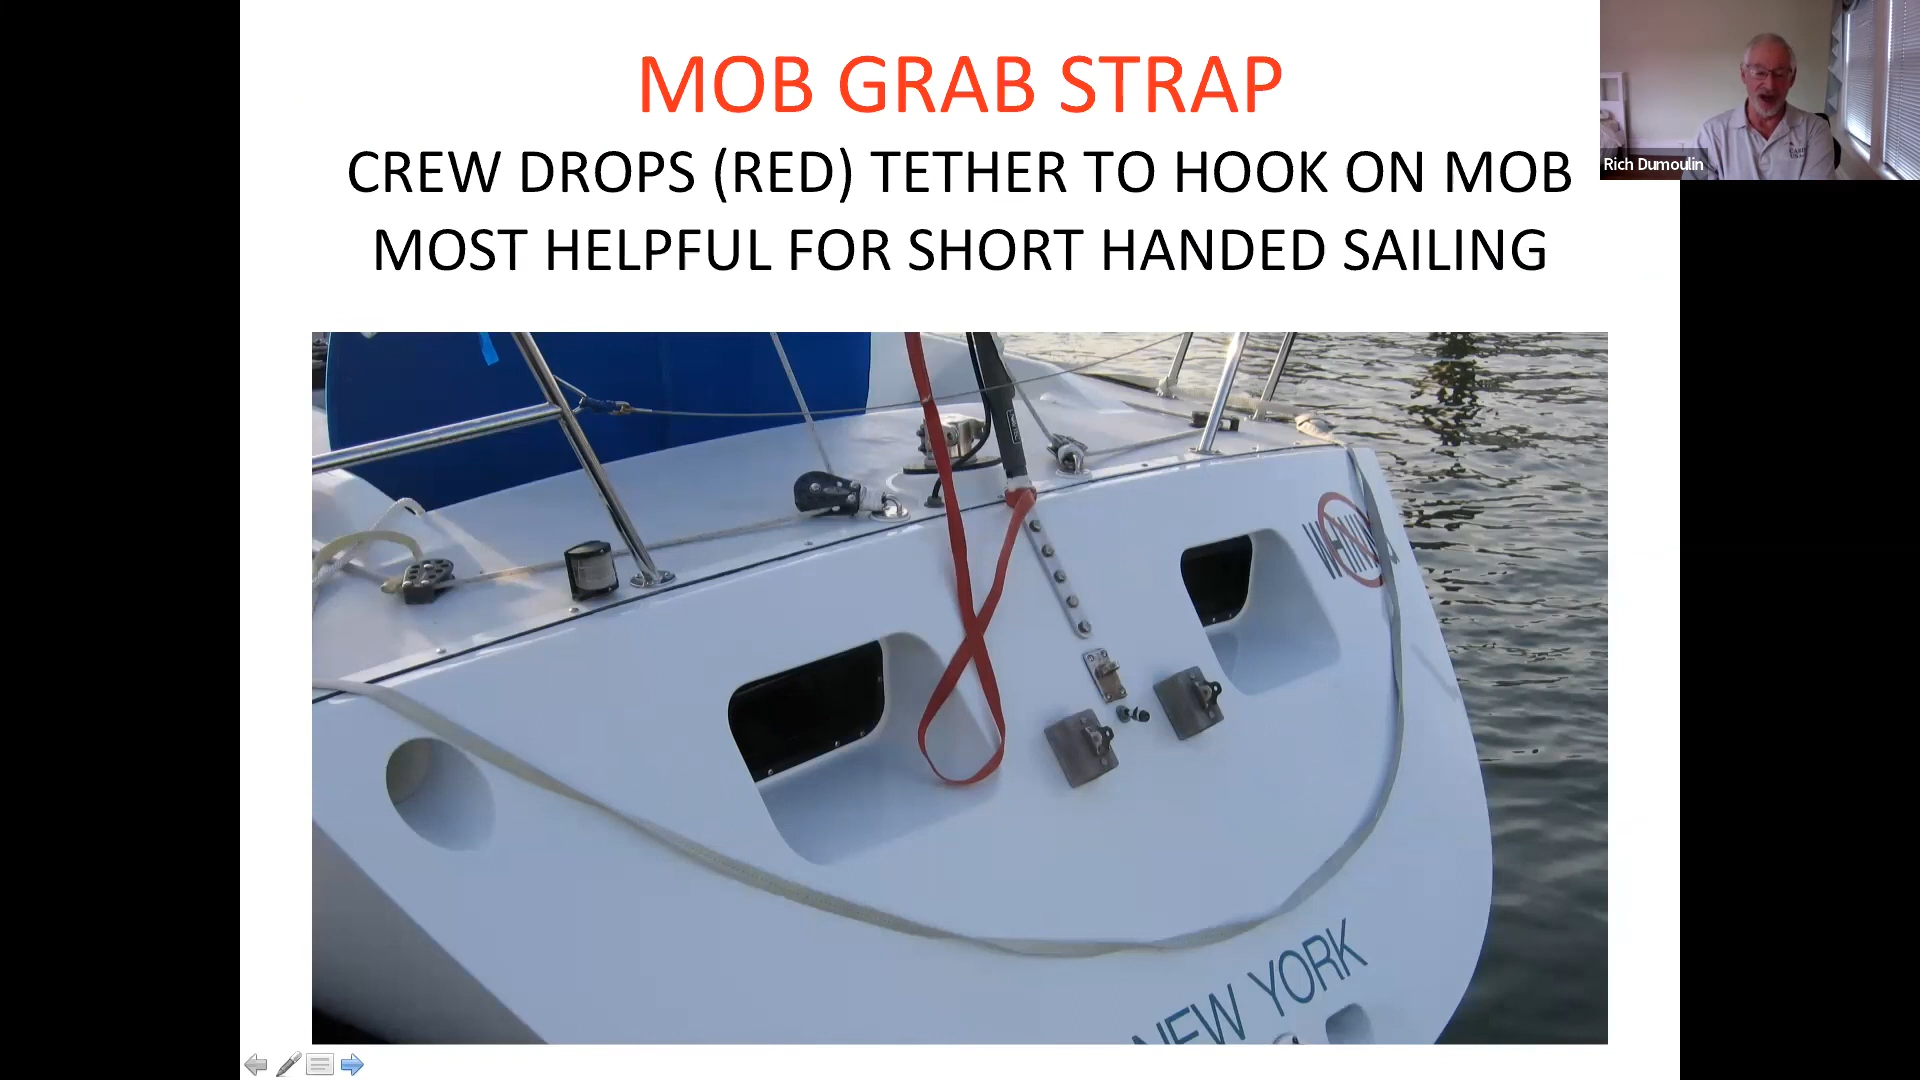 MOB GRAB STRAP
CREW DROPS (RED) TETHER TO HOOK ON MOB
MOST HELPFUL FOR SHORT HANDED SAILING
Rich Dumoulin
NEW YORK